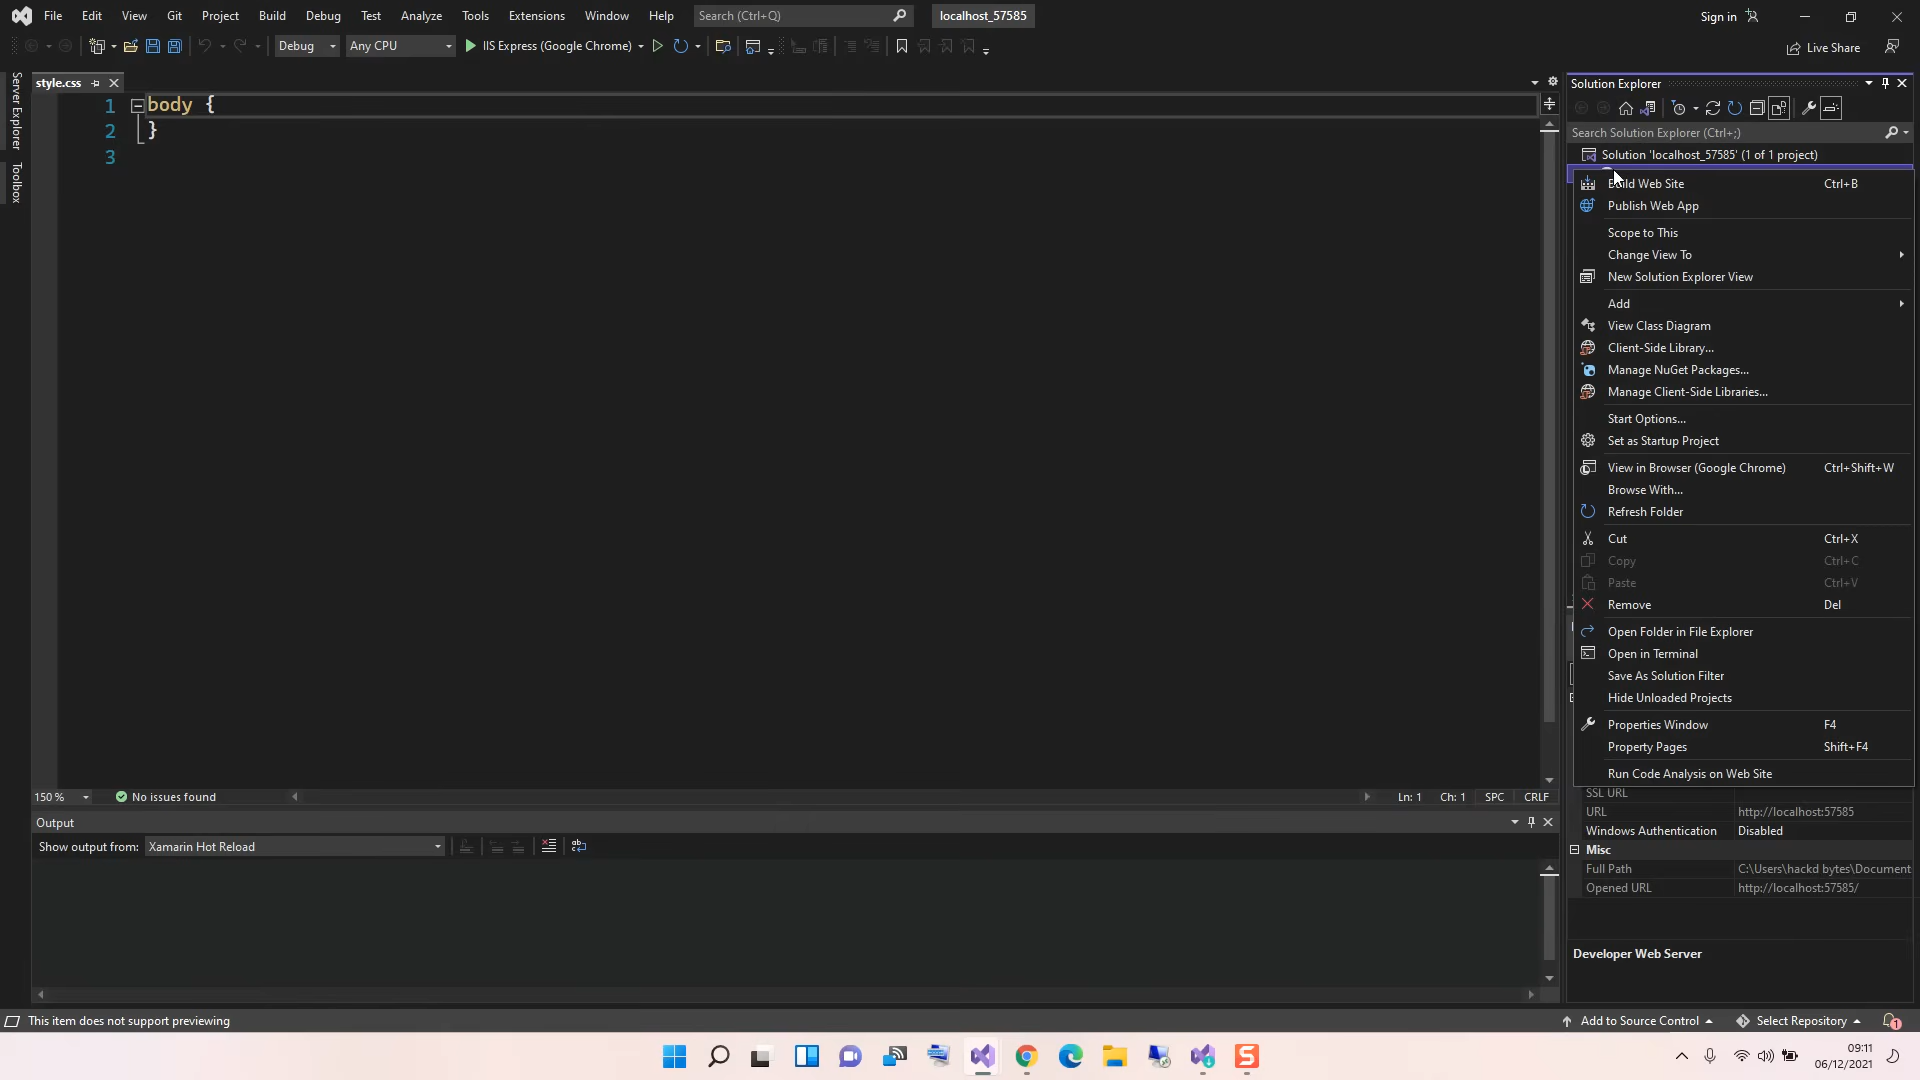 File Edit View Git Project Build Debug Test Analyze Tools Extensions Window Help Search (Ctrl+Q) localhost_57585 Sign in
Debug Any CPU IIS Express (Google Chrome) Live Share
Server Explorer
Toolbox
style.css
1 body {
2 }
3
150 % No issues found Ln: 1 Ch: 1 SPC CRLF
Output
Show output from: Xamarin Hot Reload
Solution Explorer
Search Solution Explorer (Ctrl+;)
Solution 'localhost_57585' (1 of 1 project)
Build Web Site Ctrl+B
Publish Web App
Scope to This
Change View To
New Solution Explorer View
Add
View Class Diagram
Client-Side Library...
Manage NuGet Packages...
Manage Client-Side Libraries...
Start Options...
Set as Startup Project
View in Browser (Google Chrome) Ctrl+Shift+W
Browse With...
Refresh Folder
Cut Ctrl+X
Copy Ctrl+C
Paste Ctrl+V
Remove Del
Open Folder in File Explorer
Open in Terminal
Save As Solution Filter
Hide Unloaded Projects
Properties Window F4
Property Pages Shift+F4
Run Code Analysis on Web Site
SSL URL
URL http://localhost:57585
Windows Authentication Disabled
Misc
Full Path C:\Users\hackd bytes\Document
Opened URL http://localhost:57585/
Developer Web Server
This item does not support previewing Add to Source Control Select Repository 1
S
09:11
06/12/2021